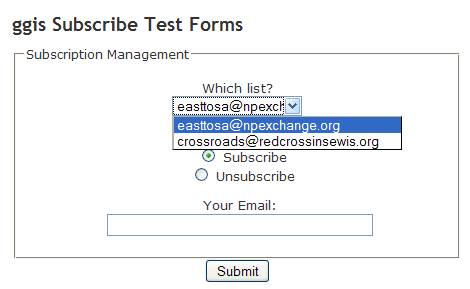 ggis Subscribe Test Forms
Subscription Management
Which list?
easttosa@npexch
easttosa@npexchange.org
crossroads@redcrossinsewis.org
Subscribe
Unsubscribe
Your Email:
Submit